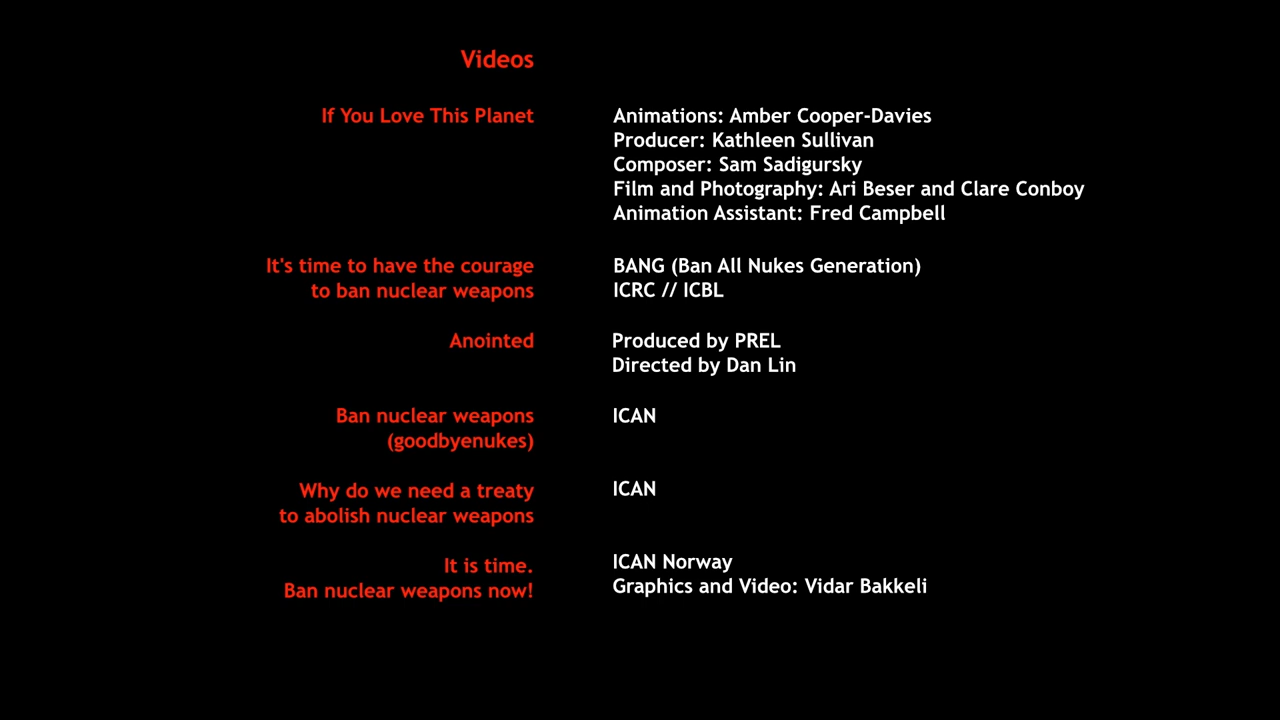 Videos
If You Love This Planet
Animations: Amber Cooper-Davies
Producer: Kathleen Sullivan
Composer: Sam Sadigursky
Film and Photography: Ari Beser and Clare Conboy
Animation Assistant: Fred Campbell
It's time to have the courage
to ban nuclear weapons
BANG (Ban All Nukes Generation)
ICRC // ICBL
Anointed
Produced by PREL
Directed by Dan Lin
Ban nuclear weapons
(goodbyenukes)
ICAN
Why do we need a treaty
to abolish nuclear weapons
ICAN
It is time.
Ban nuclear weapons now!
ICAN Norway
Graphics and Video: Vidar Bakkeli